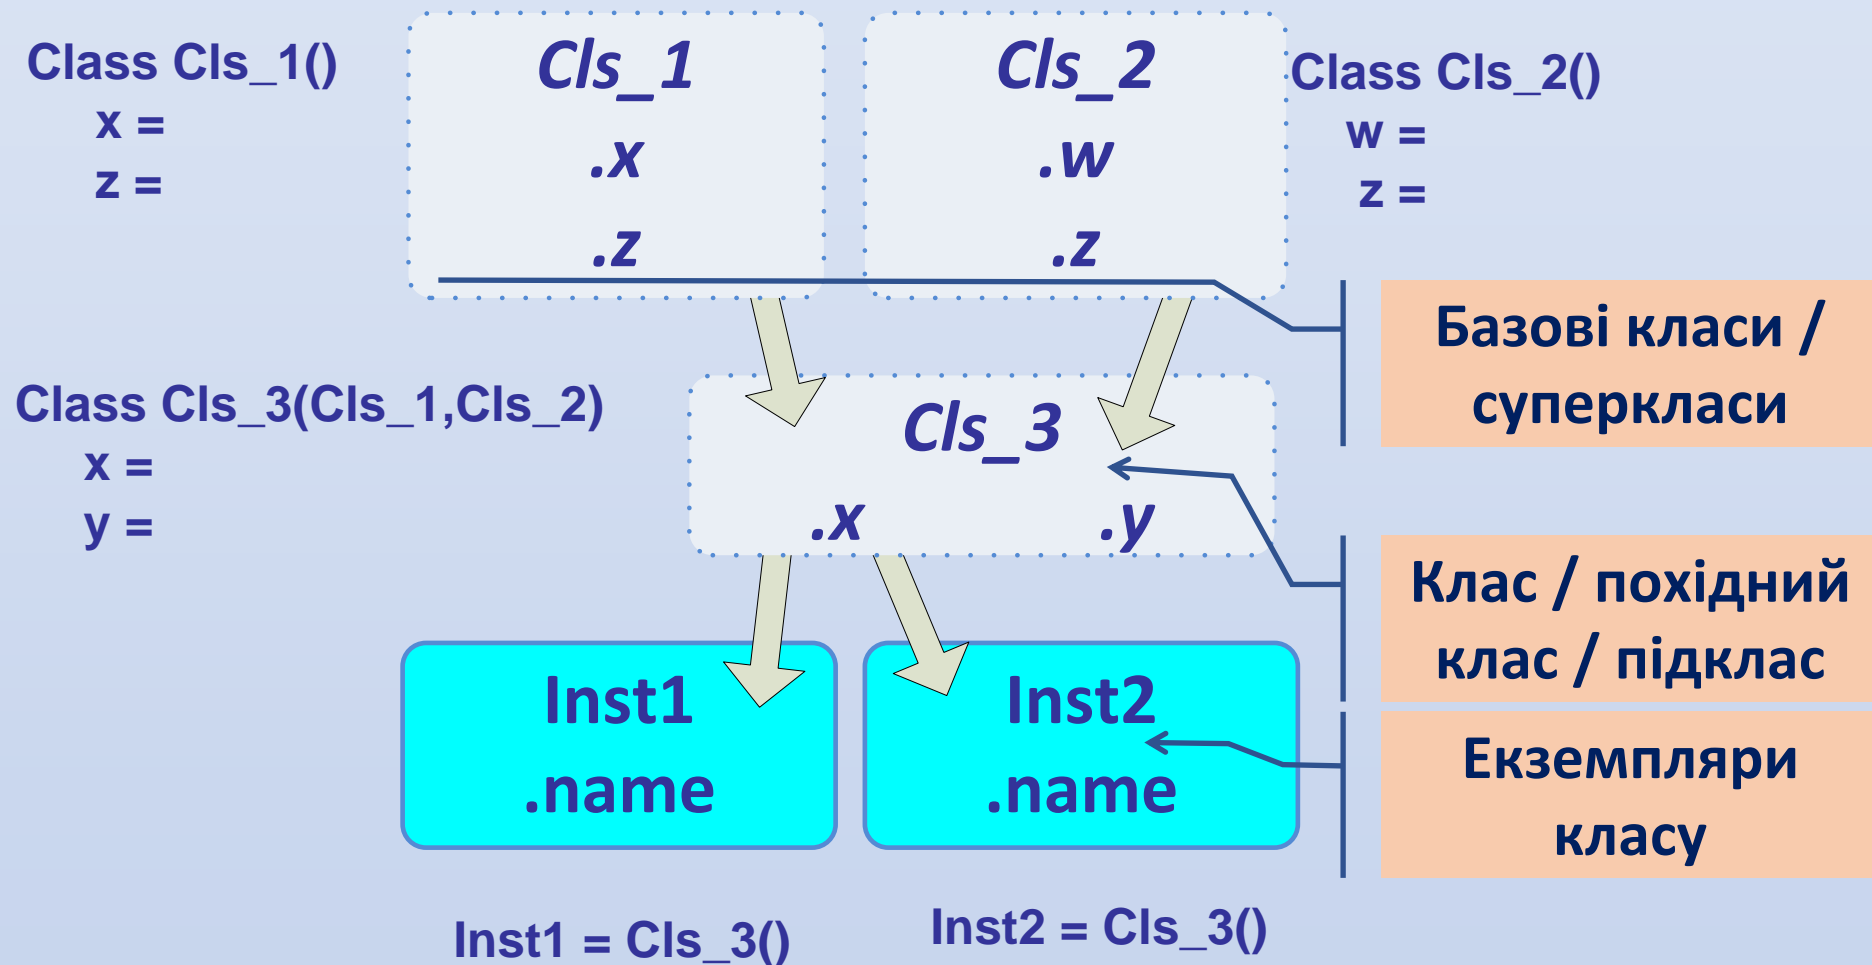 Class Cls_1()
x =
z =
Cls_1
.x
.z
Cls_2
.w
.z
Class Cls_2()
w =
z =
Базові класи /
суперкласи
Class Cls_3(Cls_1,Cls_2)
x =
y =
Cls_3
.x .y
Клас / похідний
клас / підклас
Inst1
.name
Inst2
.name
Екземпляри
класу
Inst1 = Cls_3()
Inst2 = Cls_3()